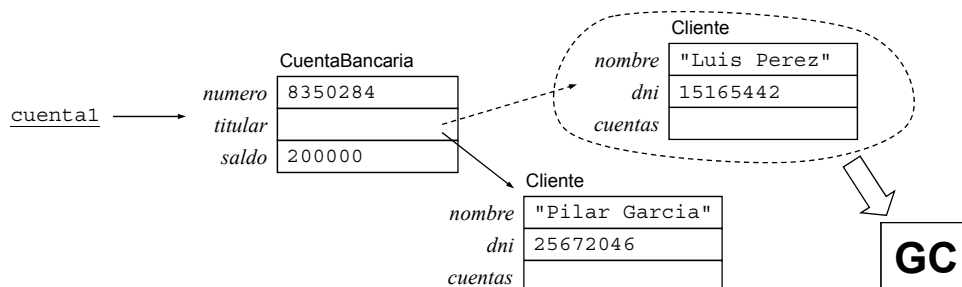 Cliente
nombre "Luis Perez"
dni 15165442
cuentas
CuentaBancaria
numero 8350284
cuenta1
titular
saldo 200000
Cliente
nombre "Pilar Garcia"
dni 25672046
cuentas
GC